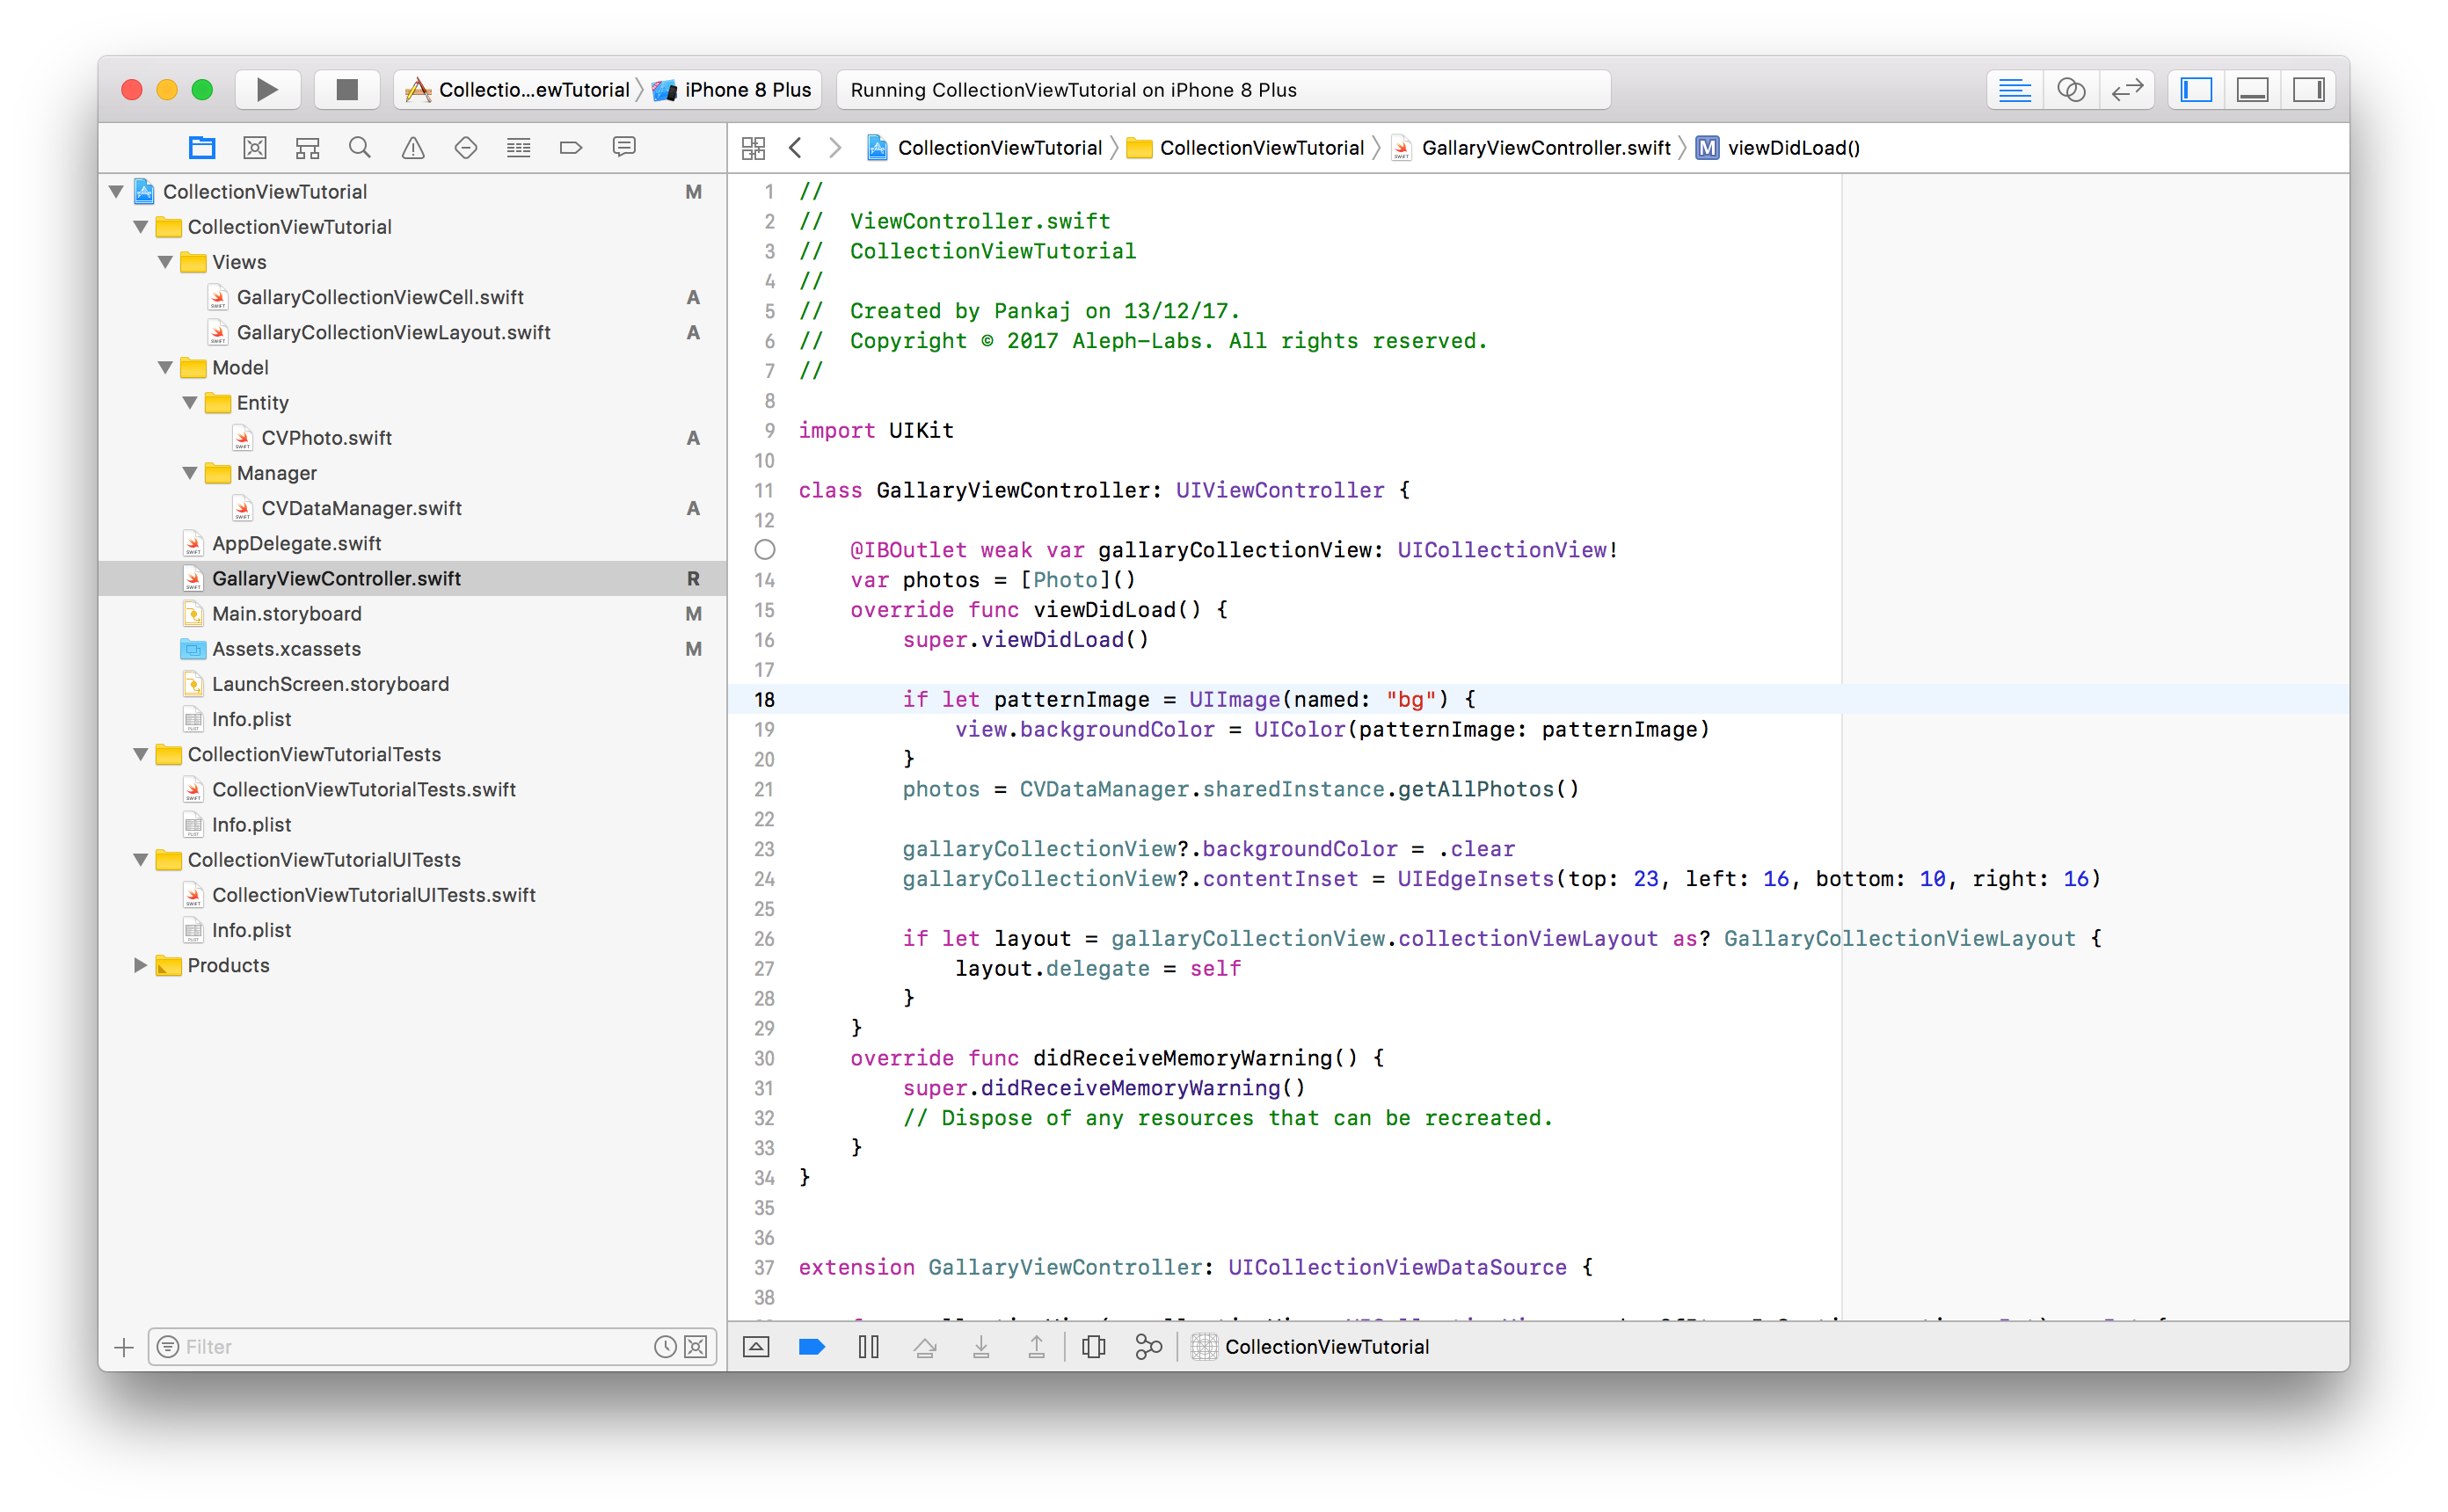 Collectio...ewTutorial iPhone 8 Plus
Running CollectionViewTutorial on iPhone 8 Plus
CollectionViewTutorial CollectionViewTutorial GallaryViewController.swift M viewDidLoad()
CollectionViewTutorial M
CollectionViewTutorial
Views
GallaryCollectionViewCell.swift A
GallaryCollectionViewLayout.swift A
Model
Entity
CVPhoto.swift A
Manager
CVDataManager.swift A
AppDelegate.swift
GallaryViewController.swift R
Main.storyboard M
Assets.xcassets M
LaunchScreen.storyboard
Info.plist
CollectionViewTutorialTests
CollectionViewTutorialTests.swift
Info.plist
CollectionViewTutorialUITests
CollectionViewTutorialUITests.swift
Info.plist
Products
Filter
1 //
2 //  ViewController.swift
3 //  CollectionViewTutorial
4 //
5 //  Created by Pankaj on 13/12/17.
6 //  Copyright © 2017 Aleph-Labs. All rights reserved.
7 //
8
9 import UIKit
10
11 class GallaryViewController: UIViewController {
12
@IBOutlet weak var gallaryCollectionView: UICollectionView!
14 var photos = [Photo]()
15 override func viewDidLoad() {
16 super.viewDidLoad()
17
18 if let patternImage = UIImage(named: "bg") {
19 view.backgroundColor = UIColor(patternImage: patternImage)
20 }
21 photos = CVDataManager.sharedInstance.getAllPhotos()
22
23 gallaryCollectionView?.backgroundColor = .clear
24 gallaryCollectionView?.contentInset = UIEdgeInsets(top: 23, left: 16, bottom: 10, right: 16)
25
26 if let layout = gallaryCollectionView.collectionViewLayout as? GallaryCollectionViewLayout {
27 layout.delegate = self
28 }
29 }
30 override func didReceiveMemoryWarning() {
31 super.didReceiveMemoryWarning()
32 // Dispose of any resources that can be recreated.
33 }
34 }
35
36
37 extension GallaryViewController: UICollectionViewDataSource {
38
CollectionViewTutorial